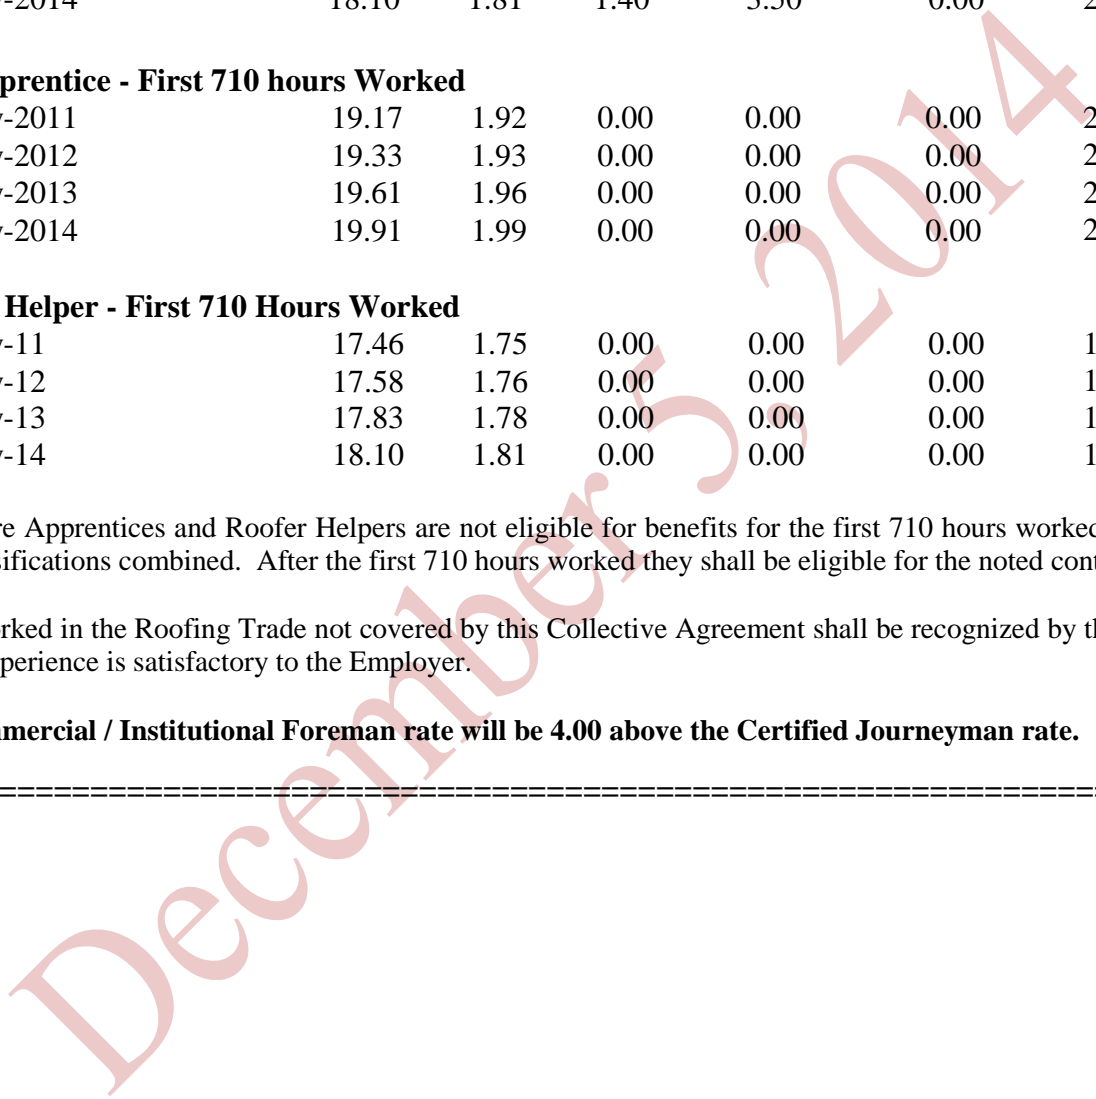 -2014 18.10 1.81 1.40 3.50 0.00 2
prentice - First 710 hours Worked
-2011 19.17 1.92 0.00 0.00 0.00 2
-2012 19.33 1.93 0.00 0.00 0.00 2
-2013 19.61 1.96 0.00 0.00 0.00 2
-2014 19.91 1.99 0.00 0.00 0.00 2
Helper - First 710 Hours Worked
-11 17.46 1.75 0.00 0.00 0.00 1
-12 17.58 1.76 0.00 0.00 0.00 1
-13 17.83 1.78 0.00 0.00 0.00 1
-14 18.10 1.81 0.00 0.00 0.00 1
re Apprentices and Roofer Helpers are not eligible for benefits for the first 710 hours worked
sifications combined. After the first 710 hours worked they shall be eligible for the noted cont
rked in the Roofing Trade not covered by this Collective Agreement shall be recognized by th
perience is satisfactory to the Employer.
mercial / Institutional Foreman rate will be 4.00 above the Certified Journeyman rate.
=============================================================
December 5, 2014